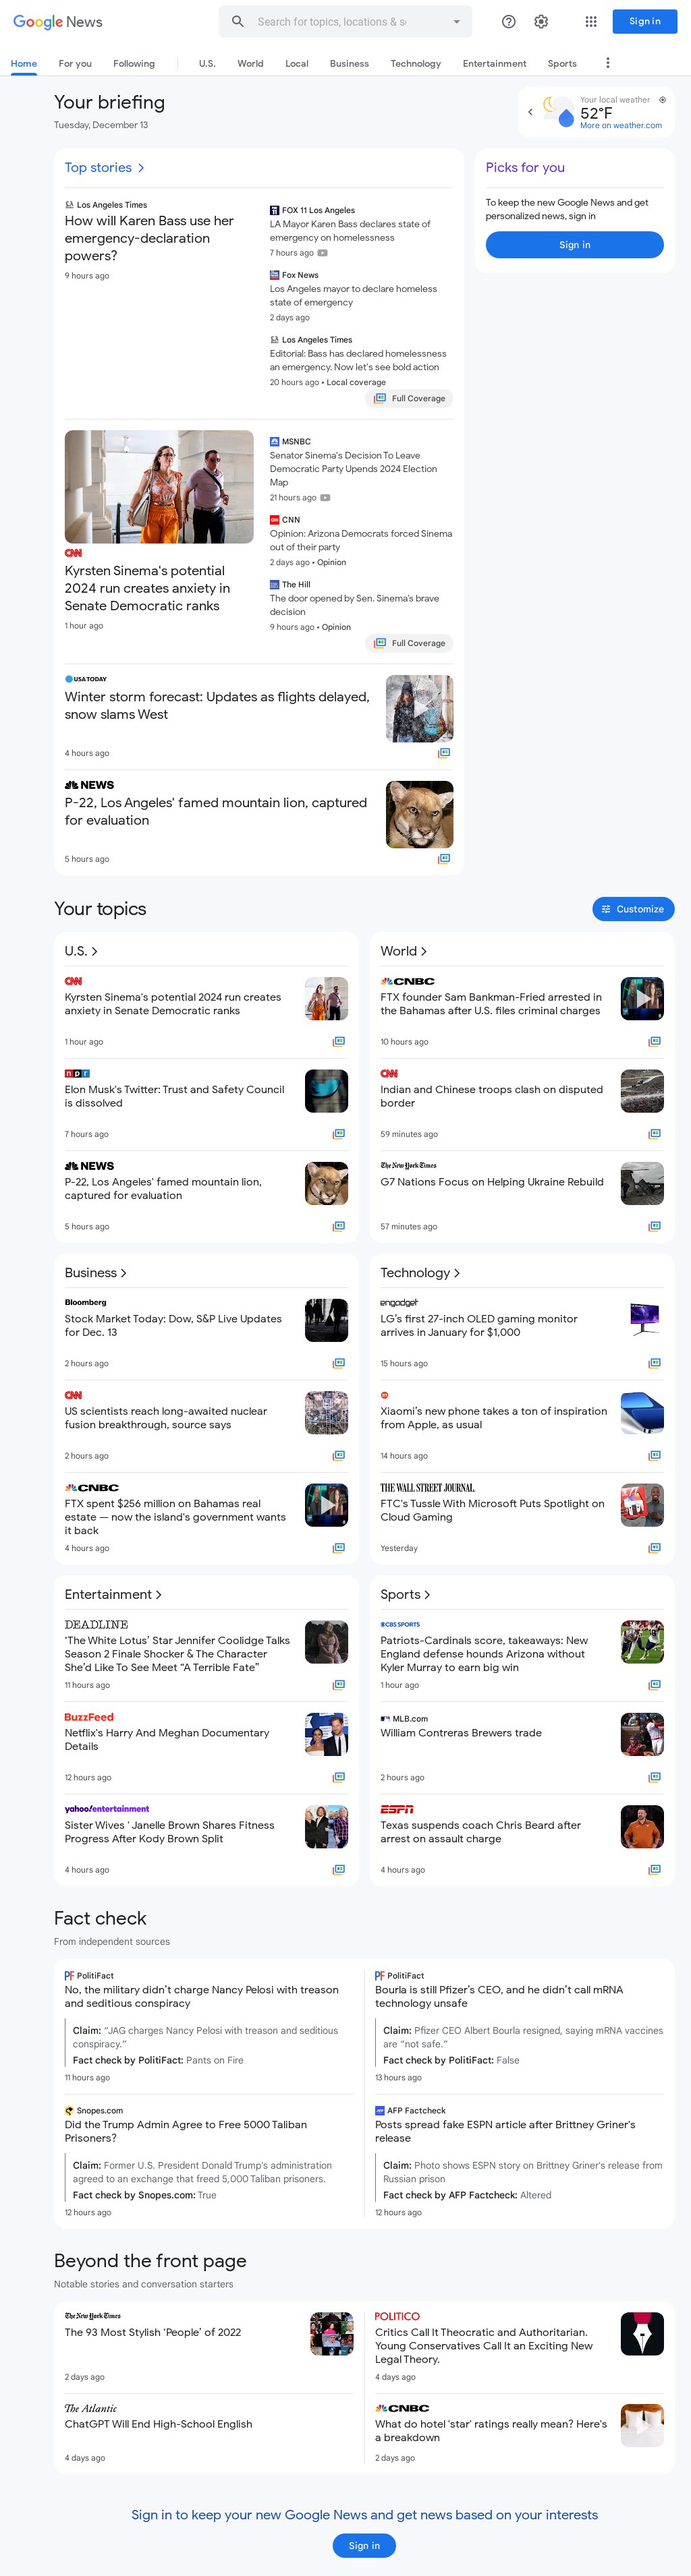 Google News
Search for topics, locations & so
Sign in
Home
For you
Following
U.S.
World
Local
Business
Technology
Entertainment
Sports
Your briefing
Tuesday, December 13
Your local weather
52°F
More on weather.com
Top stories
Los Angeles Times
How will Karen Bass use her
emergency-declaration
powers?
9 hours ago
FOX 11 Los Angeles
LA Mayor Karen Bass declares state of
emergency on homelessness
7 hours ago
Fox News
Los Angeles mayor to declare homeless
state of emergency
2 days ago
Los Angeles Times
Editorial: Bass has declared homelessness
an emergency. Now let's see bold action
20 hours ago • Local coverage
Full Coverage
CNN
Kyrsten Sinema's potential
2024 run creates anxiety in
Senate Democratic ranks
1 hour ago
MSNBC
Senator Sinema's Decision To Leave
Democratic Party Upends 2024 Election
Map
21 hours ago
CNN
Opinion: Arizona Democrats forced Sinema
out of their party
2 days ago • Opinion
The Hill
The door opened by Sen. Sinema's brave
decision
9 hours ago • Opinion
Full Coverage
USA TODAY
Winter storm forecast: Updates as flights delayed,
snow slams West
4 hours ago
NEWS
P-22, Los Angeles' famed mountain lion, captured
for evaluation
5 hours ago
Picks for you
To keep the new Google News and get
personalized news, sign in
Sign in
Your topics
Customize
U.S.
CNN
Kyrsten Sinema's potential 2024 run creates
anxiety in Senate Democratic ranks
1 hour ago
npr
Elon Musk's Twitter: Trust and Safety Council
is dissolved
7 hours ago
NEWS
P-22, Los Angeles' famed mountain lion,
captured for evaluation
5 hours ago
World
CNBC
FTX founder Sam Bankman-Fried arrested in
the Bahamas after U.S. files criminal charges
10 hours ago
CNN
Indian and Chinese troops clash on disputed
border
59 minutes ago
The New York Times
G7 Nations Focus on Helping Ukraine Rebuild
57 minutes ago
Business
Bloomberg
Stock Market Today: Dow, S&P Live Updates
for Dec. 13
2 hours ago
CNN
US scientists reach long-awaited nuclear
fusion breakthrough, source says
2 hours ago
CNBC
FTX spent $256 million on Bahamas real
estate — now the island's government wants
it back
4 hours ago
Technology
engadget
LG's first 27-inch OLED gaming monitor
arrives in January for $1,000
15 hours ago
Xiaomi's new phone takes a ton of inspiration
from Apple, as usual
14 hours ago
THE WALL STREET JOURNAL.
FTC's Tussle With Microsoft Puts Spotlight on
Cloud Gaming
Yesterday
Entertainment
DEADLINE
'The White Lotus' Star Jennifer Coolidge Talks
Season 2 Finale Shocker & The Character
She'd Like To See Meet "A Terrible Fate"
11 hours ago
BuzzFeed
Netflix's Harry And Meghan Documentary
Details
12 hours ago
yahoo!entertainment
Sister Wives ' Janelle Brown Shares Fitness
Progress After Kody Brown Split
4 hours ago
Sports
CBS SPORTS
Patriots-Cardinals score, takeaways: New
England defense hounds Arizona without
Kyler Murray to earn big win
1 hour ago
MLB.com
William Contreras Brewers trade
2 hours ago
ESPN
Texas suspends coach Chris Beard after
arrest on assault charge
4 hours ago
Fact check
From independent sources
PolitiFact
No, the military didn't charge Nancy Pelosi with treason
and seditious conspiracy
Claim: "JAG charges Nancy Pelosi with treason and seditious
conspiracy."
Fact check by PolitiFact: Pants on Fire
11 hours ago
PolitiFact
Bourla is still Pfizer's CEO, and he didn't call mRNA
technology unsafe
Claim: Pfizer CEO Albert Bourla resigned, saying mRNA vaccines
are "not safe."
Fact check by PolitiFact: False
13 hours ago
Snopes.com
Did the Trump Admin Agree to Free 5000 Taliban
Prisoners?
Claim: Former U.S. President Donald Trump's administration
agreed to an exchange that freed 5,000 Taliban prisoners.
Fact check by Snopes.com: True
12 hours ago
AFP Factcheck
Posts spread fake ESPN article after Brittney Griner's
release
Claim: Photo shows ESPN story on Brittney Griner's release from
Russian prison
Fact check by AFP Factcheck: Altered
12 hours ago
Beyond the front page
Notable stories and conversation starters
The New York Times
The 93 Most Stylish 'People' of 2022
2 days ago
POLITICO
Critics Call It Theocratic and Authoritarian.
Young Conservatives Call It an Exciting New
Legal Theory.
4 days ago
The Atlantic
ChatGPT Will End High-School English
4 days ago
CNBC
What do hotel 'star' ratings really mean? Here's
a breakdown
2 days ago
Sign in to keep your new Google News and get news based on your interests
Sign in